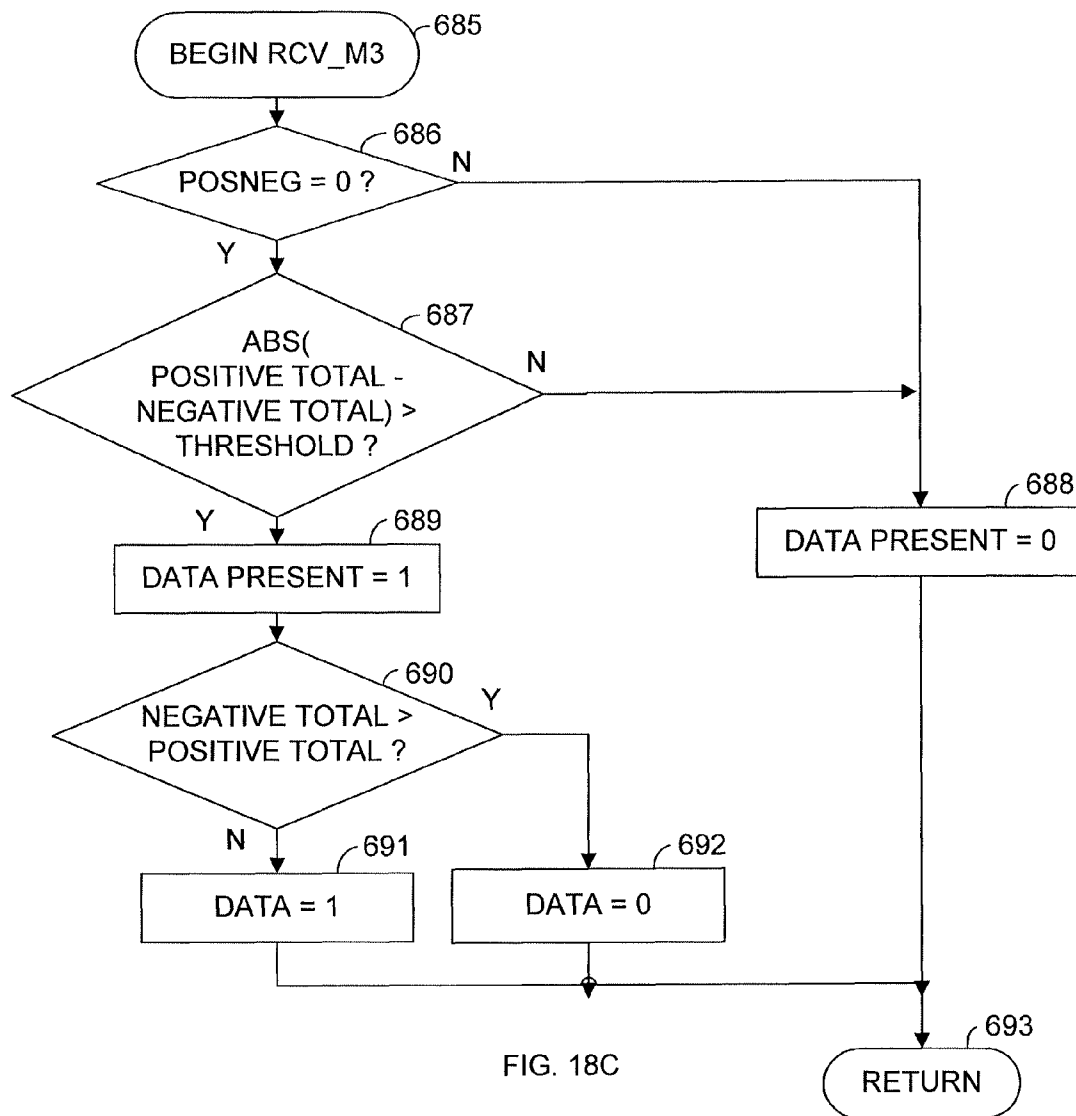 685
BEGIN RCV_M3
686
POSNEG = 0 ?
N
Y
687
ABS(
POSITIVE TOTAL -
NEGATIVE TOTAL) >
THRESHOLD ?
N
Y
688
DATA PRESENT = 0
689
DATA PRESENT = 1
690
NEGATIVE TOTAL >
POSITIVE TOTAL ?
Y
N
691
DATA = 1
692
DATA = 0
693
RETURN
FIG. 18C